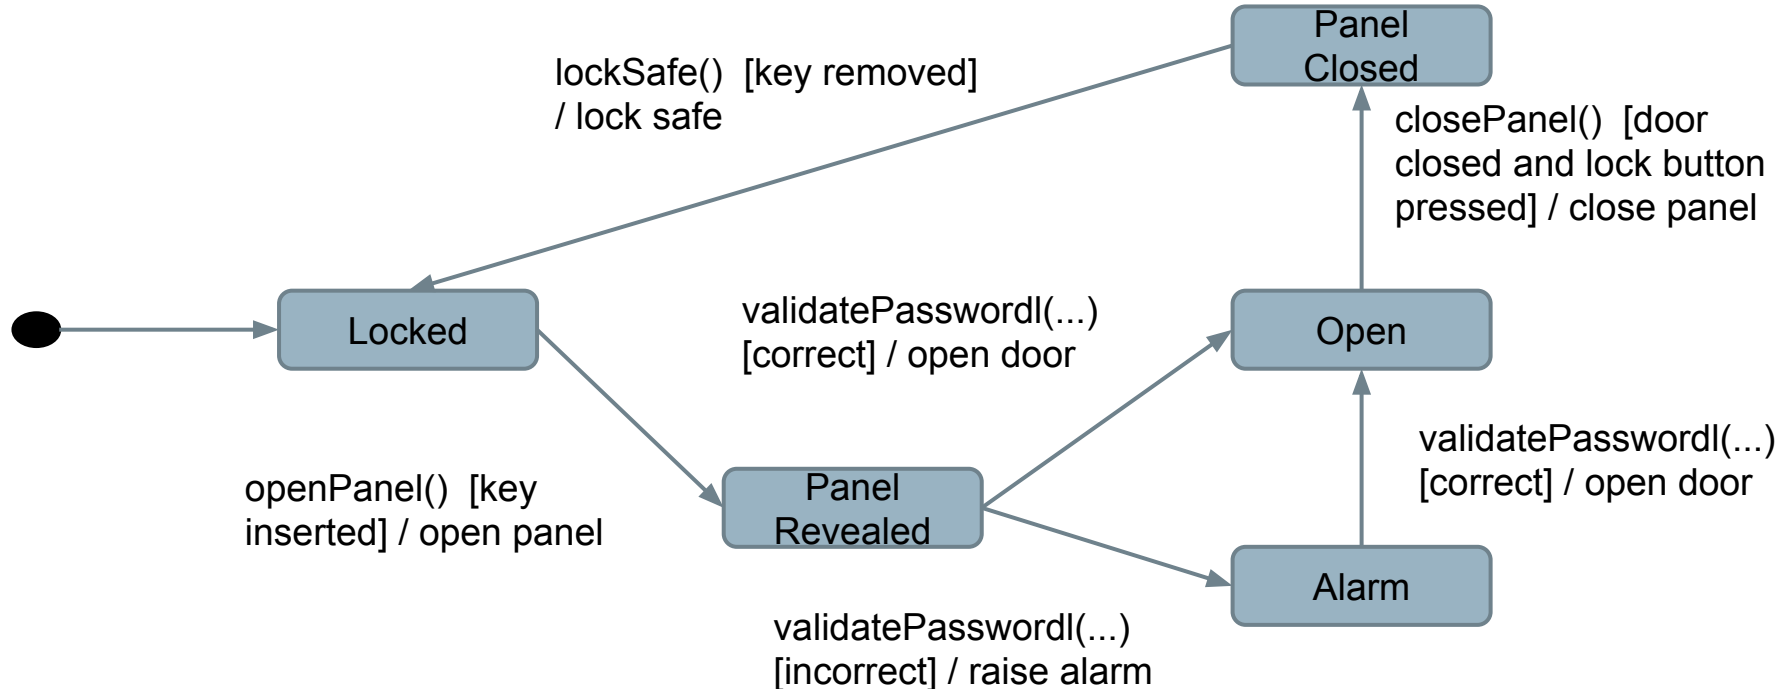 Panel
Closed
lockSafe()  [key removed]
/ lock safe
closePanel()  [door
closed and lock button
pressed] / close panel
Locked
validatePasswordl(...)
[correct] / open door
Open
openPanel()  [key
inserted] / open panel
Panel
Revealed
validatePasswordl(...)
[correct] / open door
Alarm
validatePasswordl(...)
[incorrect] / raise alarm